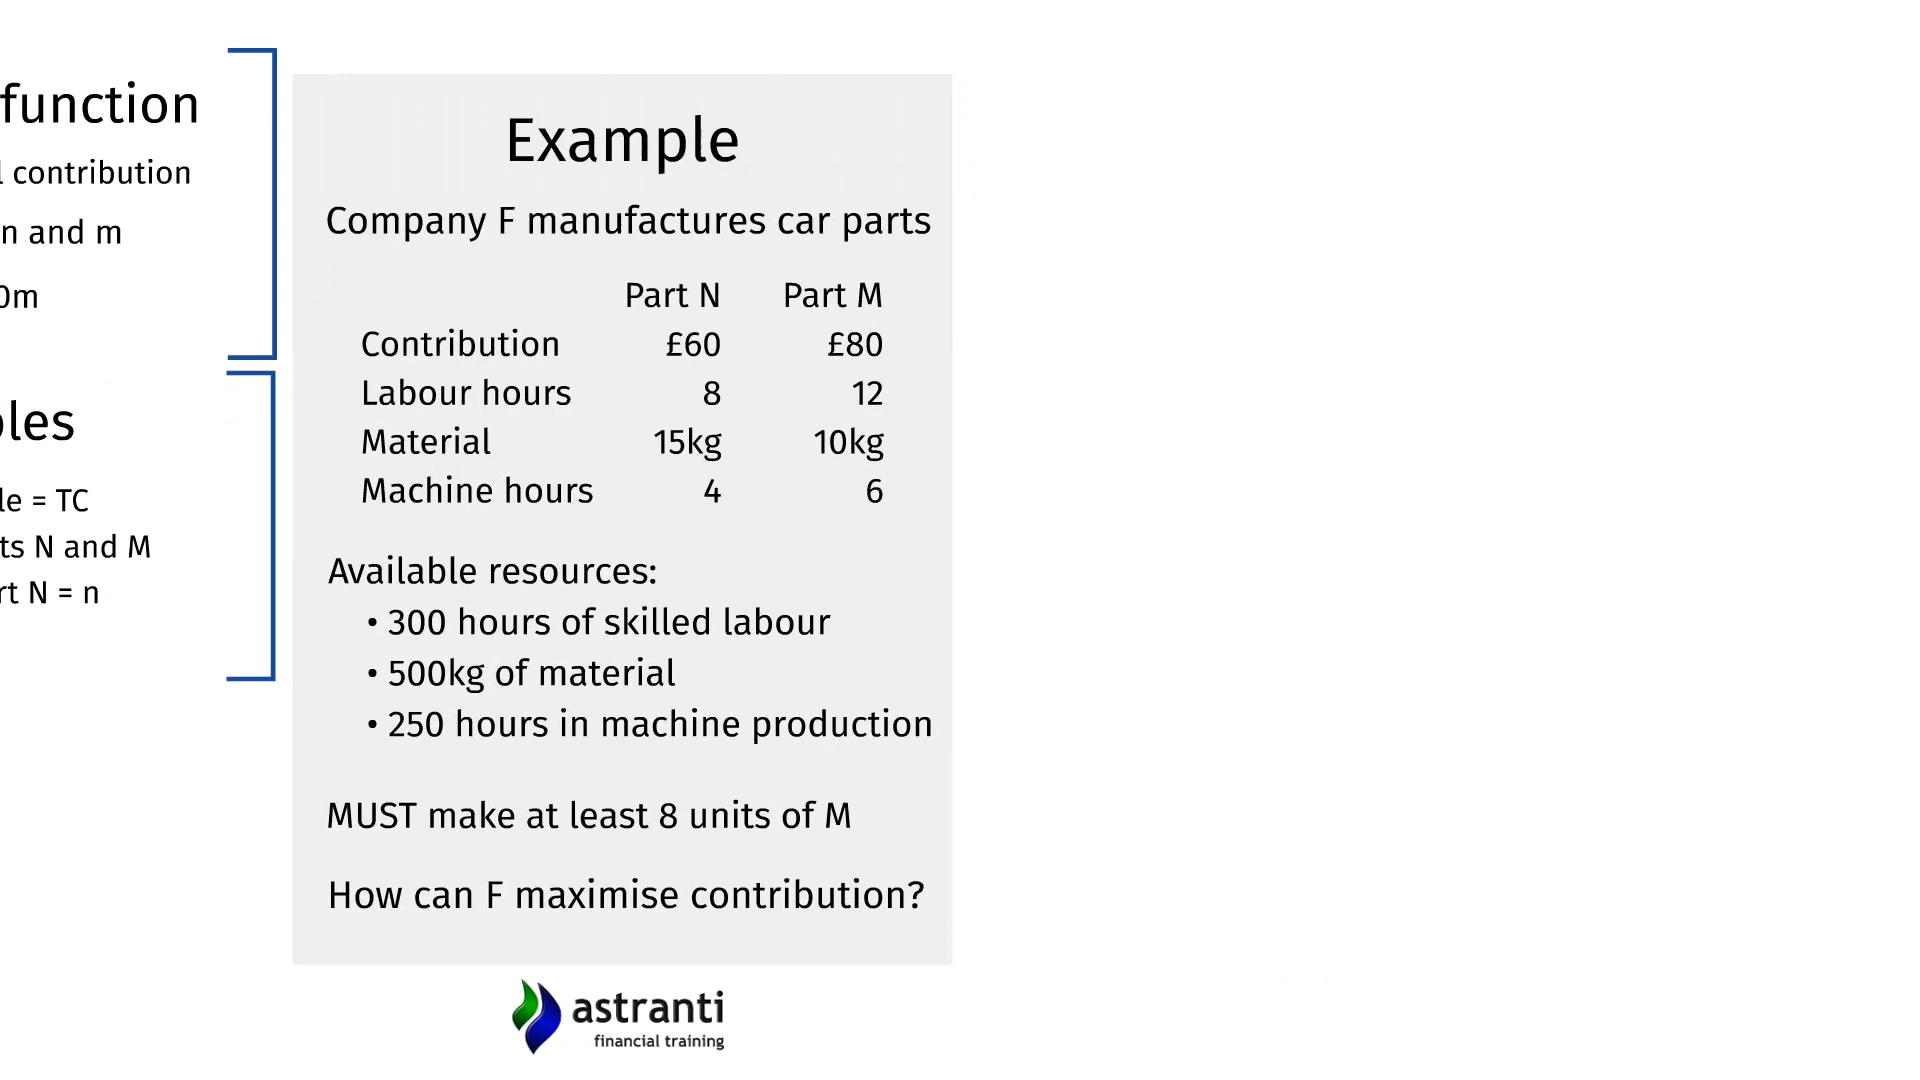 function
contribution
n and m
0m
les
le = TC
ts N and M
rt N = n
Example
Company F manufactures car parts
Part N Part M
Contribution £60 £80
Labour hours 8 12
Material 15kg 10kg
Machine hours 4 6
Available resources:
• 300 hours of skilled labour
• 500kg of material
• 250 hours in machine production
MUST make at least 8 units of M
How can F maximise contribution?
astranti
financial training